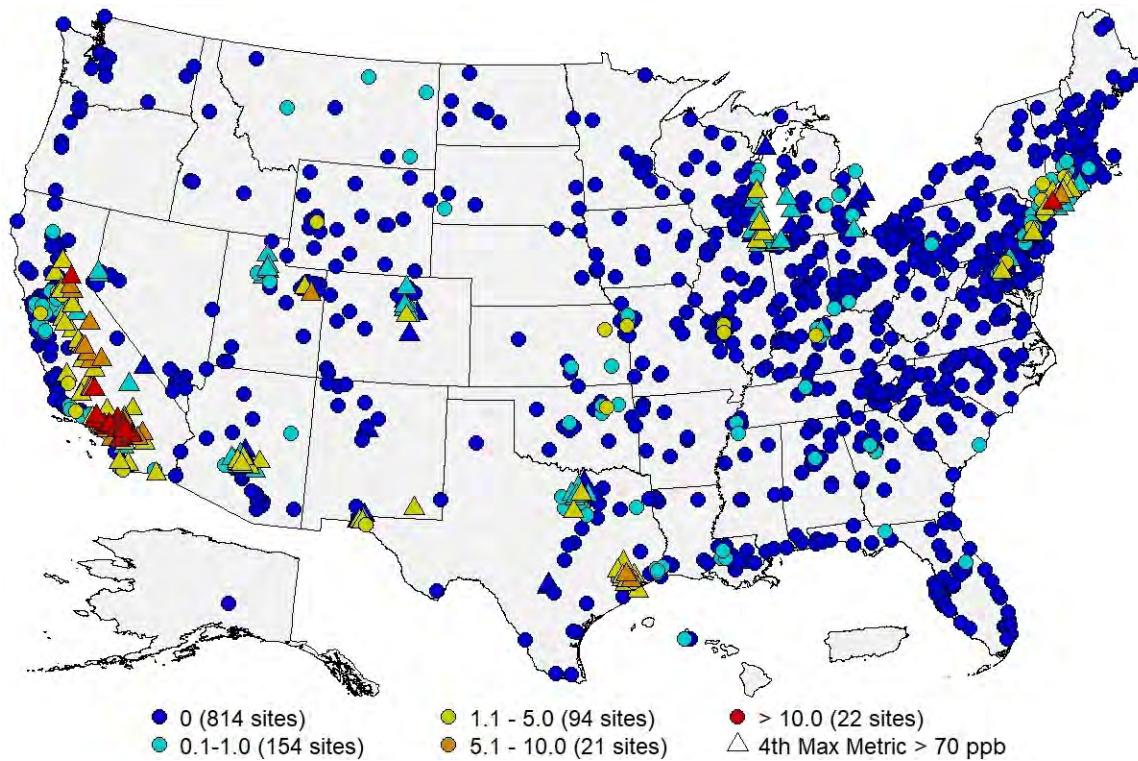 0 (814 sites)
1.1 - 5.0 (94 sites)
> 10.0 (22 sites)
0.1-1.0 (154 sites)
5.1 - 10.0 (21 sites)
4th Max Metric > 70 ppb